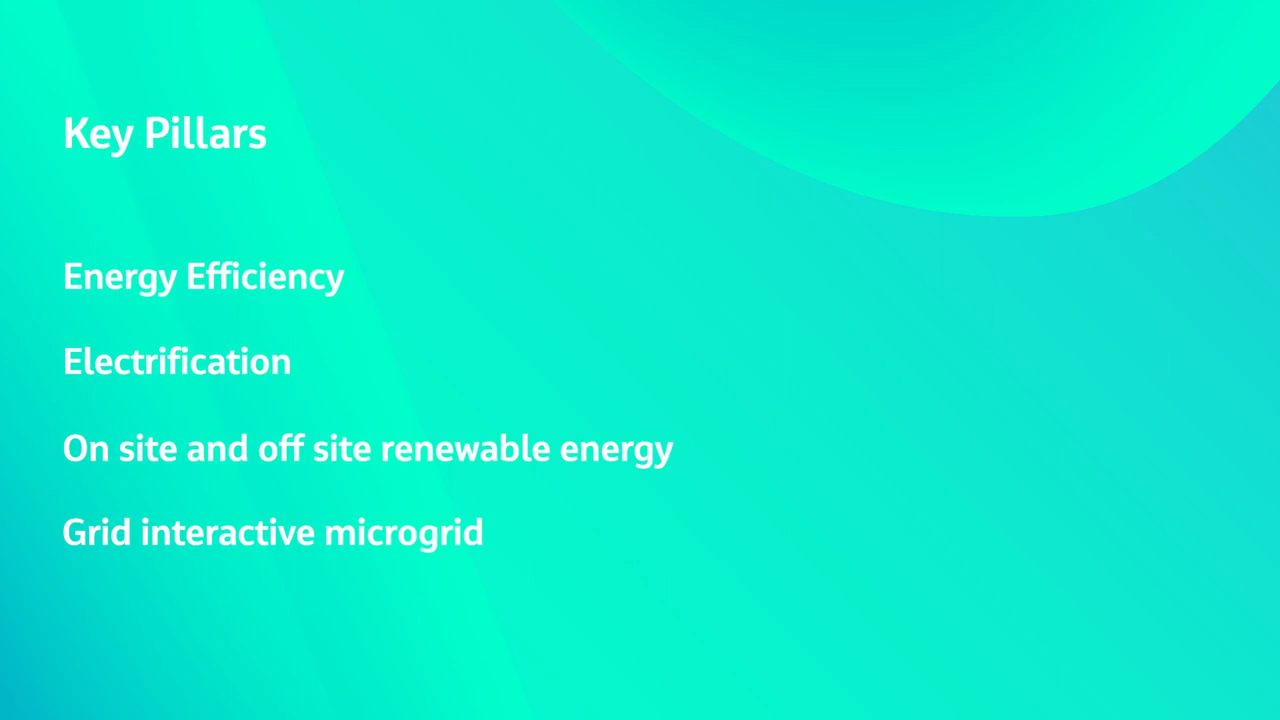 Key Pillars
Energy Efficiency
Electrification
On site and off site renewable energy
Grid interactive microgrid